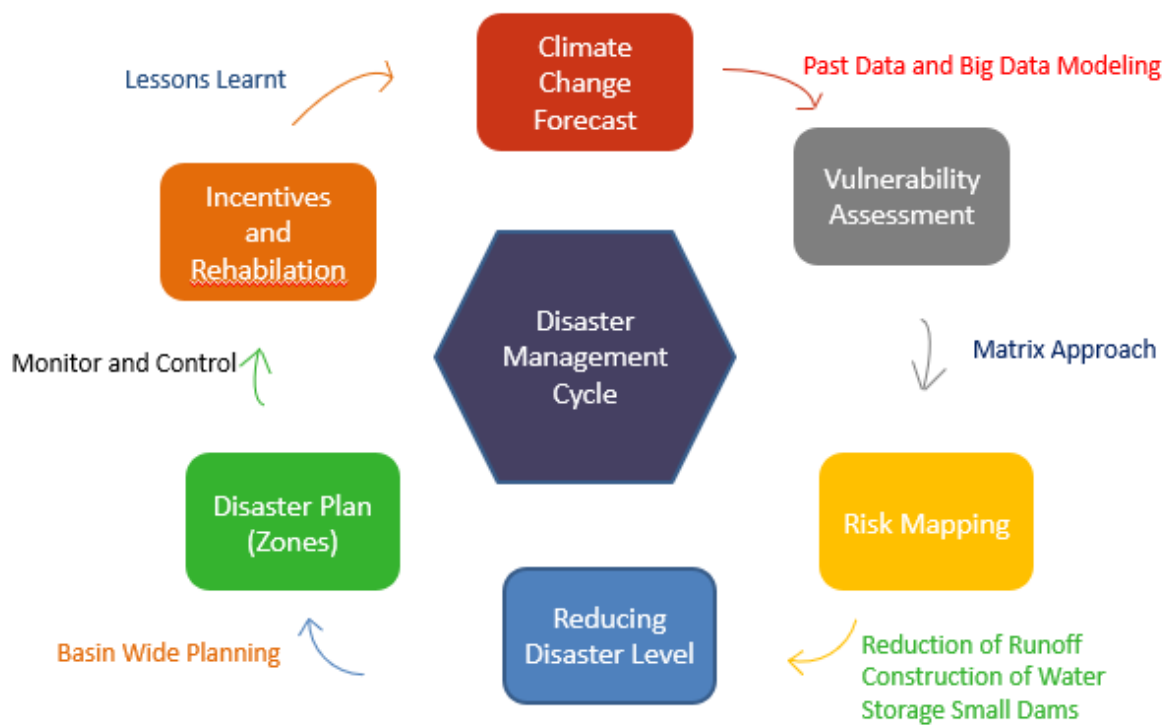 Climate
Change
Forecast
Past Data and Big Data Modeling
Vulnerability
Assessment
Matrix Approach
Risk Mapping
Reduction of Runoff
Construction of Water
Storage Small Dams
Reducing
Disaster Level
Basin Wide Planning
Disaster Plan
(Zones)
Monitor and Control
Incentives
and
Rehabilation
Lessons Learnt
Disaster
Management
Cycle